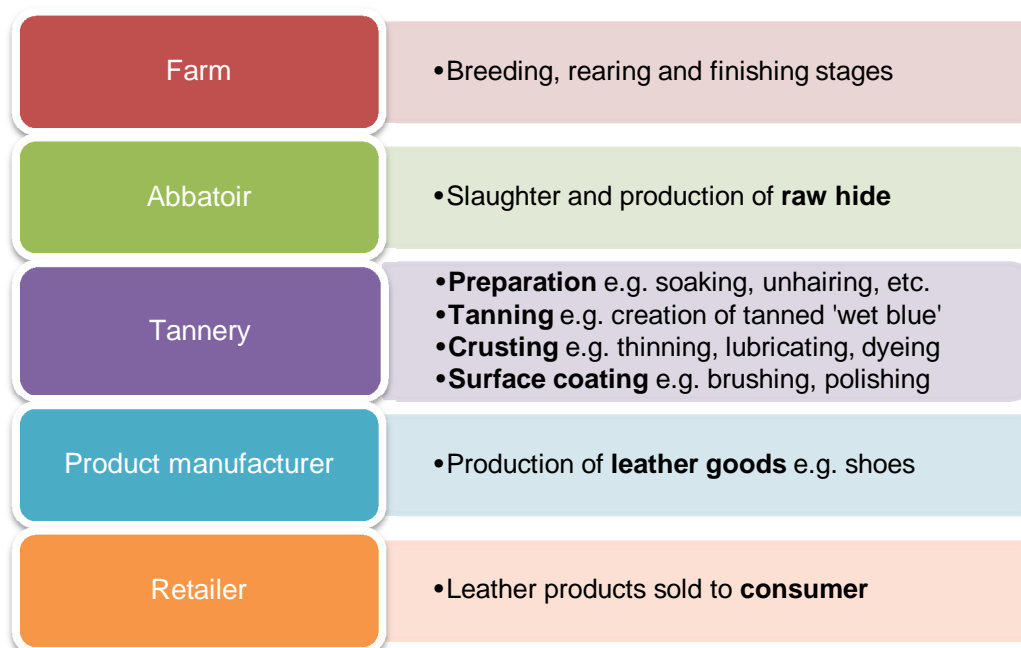 Farm
•Breeding, rearing and finishing stages
Abbatoir
•Slaughter and production of raw hide
Tannery
•Preparation e.g. soaking, unhairing, etc.
•Tanning e.g. creation of tanned 'wet blue'
•Crusting e.g. thinning, lubricating, dyeing
•Surface coating e.g. brushing, polishing
Product manufacturer
•Production of leather goods e.g. shoes
Retailer
•Leather products sold to consumer